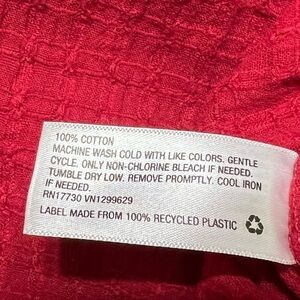 100% COTTON
MACHINE WASH COLD WITH LIKE COLORS. GENTLE
CYCLE. ONLY NON-CHLORINE BLEACH IF NEEDED.
TUMBLE DRY LOW. REMOVE PROMPTLY. COOL IRON
IF NEEDED.
RN17730 VN1299629
LABEL MADE FROM 100% RECYCLED PLASTIC